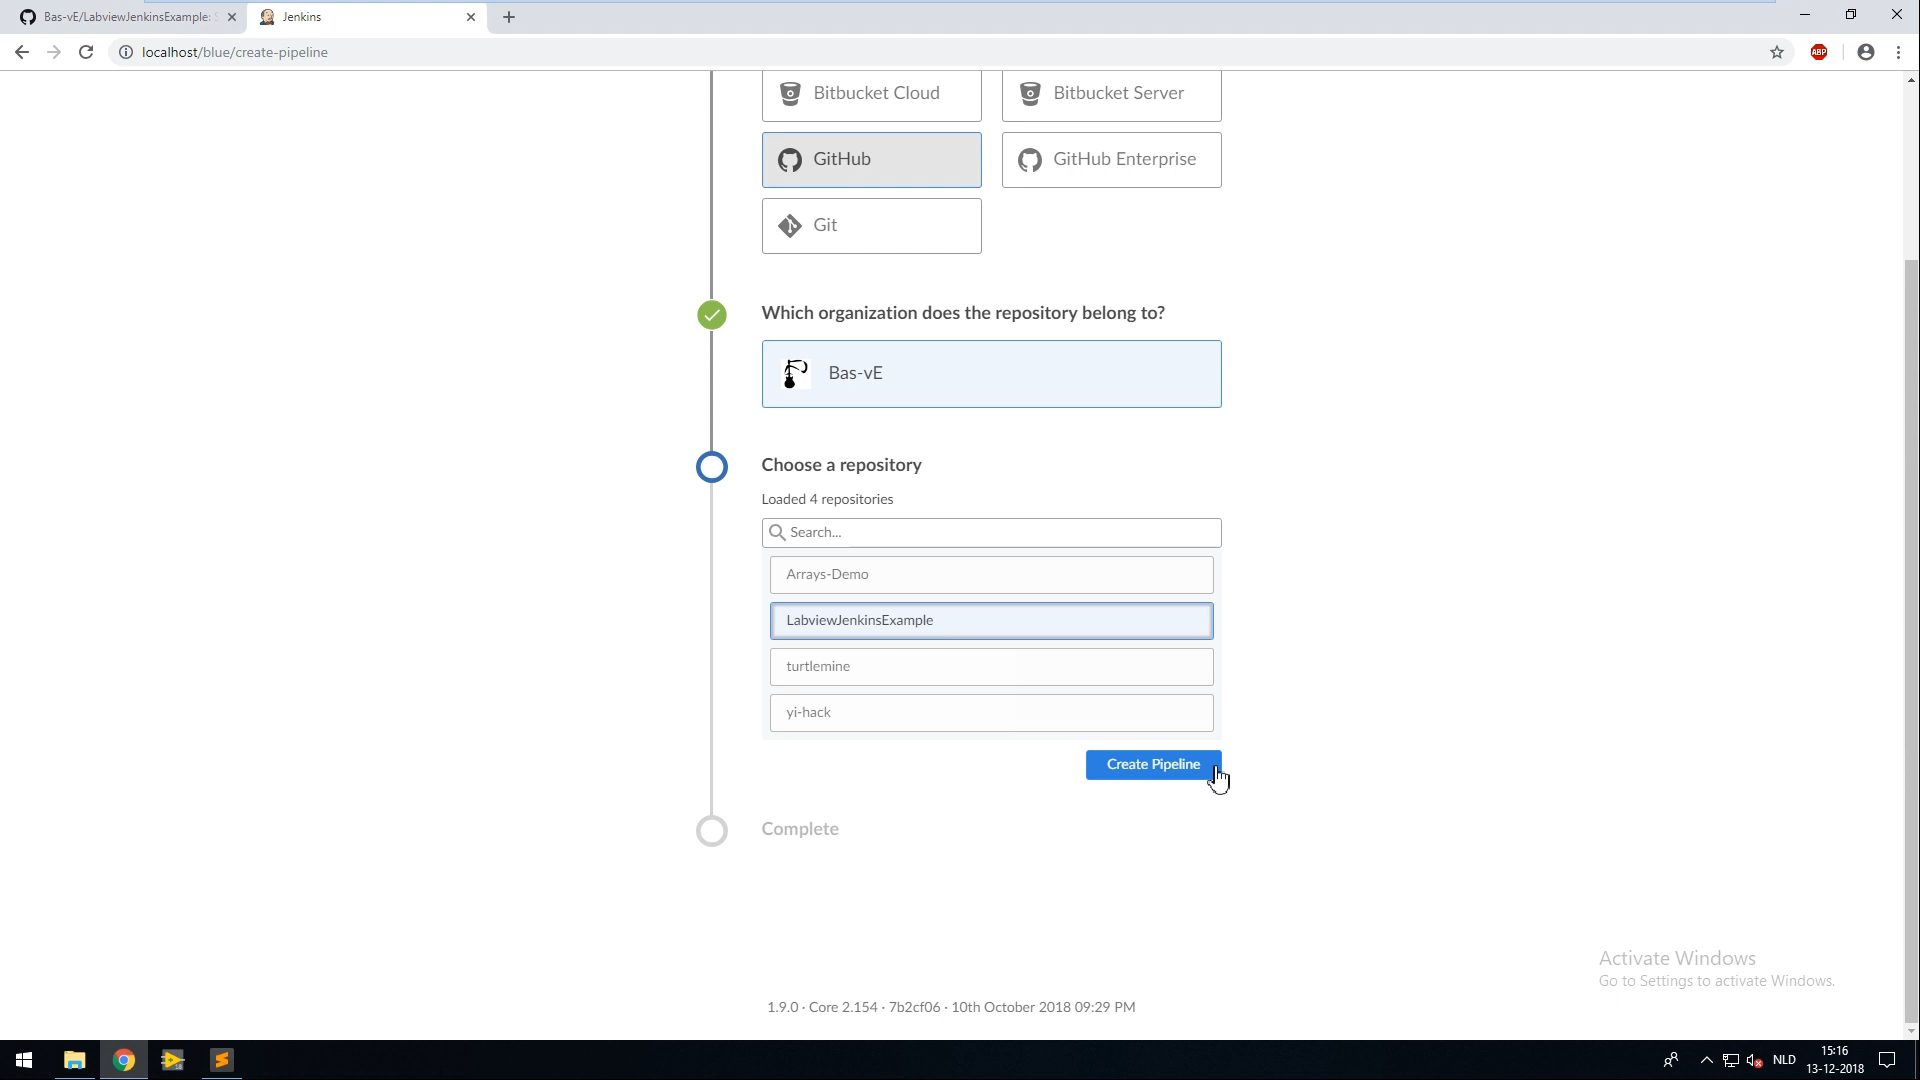 Bas-vE/LabviewJenkinsExample: S
Jenkins
localhost/blue/create-pipeline
ABP
Bitbucket Cloud
Bitbucket Server
GitHub
GitHub Enterprise
Git
Which organization does the repository belong to?
Bas-vE
Choose a repository
Loaded 4 repositories
Search...
Arrays-Demo
LabviewJenkinsExample
turtlemine
yi-hack
Create Pipeline
Complete
Activate Windows
Go to Settings to activate Windows.
1.9.0 · Core 2.154 · 7b2cf06 · 10th October 2018 09:29 PM
NLD
15:16
13-12-2018